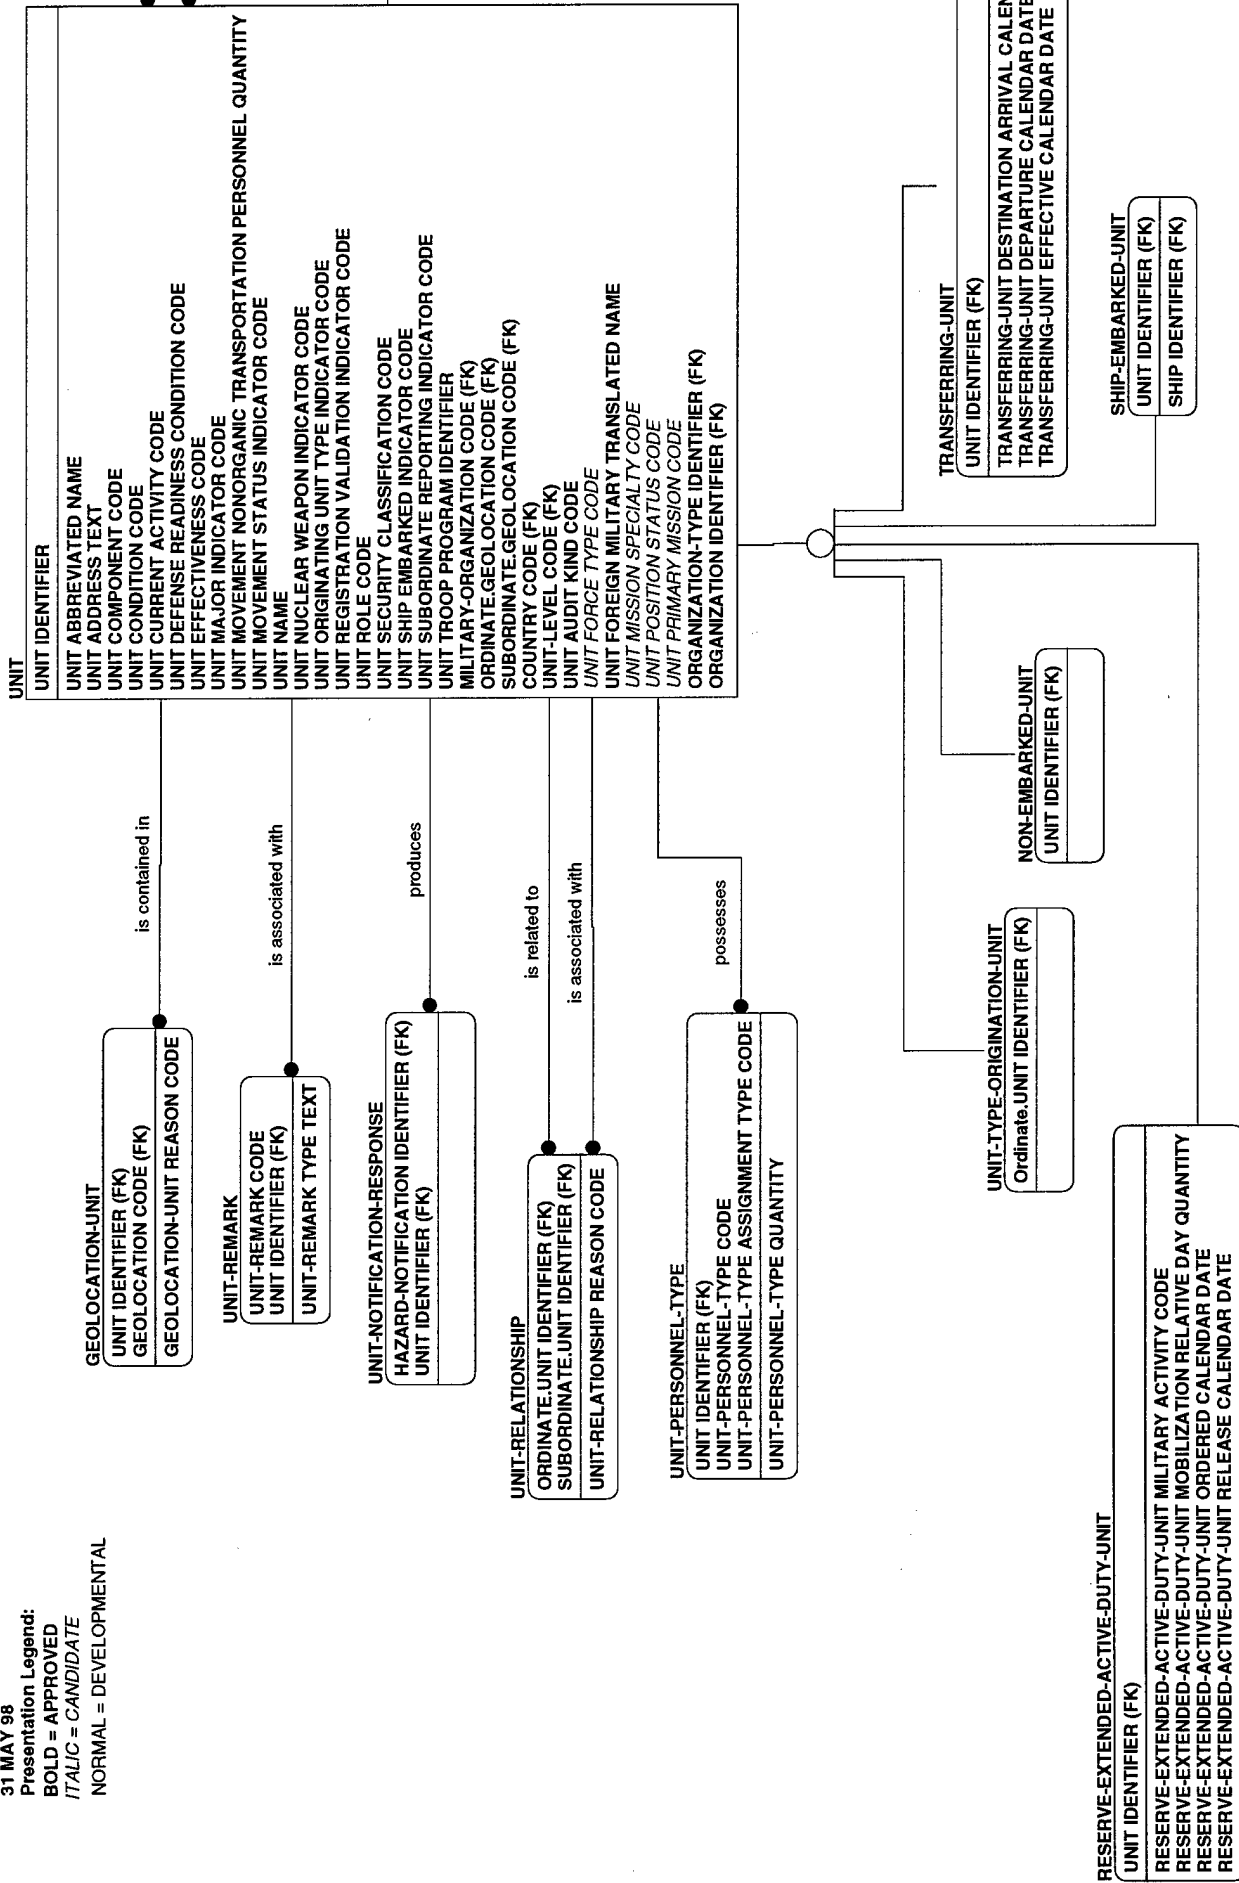 31 MAY 98
Presentation Legend:
BOLD = APPROVED
ITALIC = CANDIDATE
NORMAL = DEVELOPMENTAL
GEOLOCATION-UNIT
UNIT IDENTIFIER (FK)
GEOLOCATION CODE (FK)
GEOLOCATION-UNIT REASON CODE
is contained in
UNIT-REMARK
UNIT-REMARK CODE
UNIT IDENTIFIER (FK)
UNIT-REMARK TYPE TEXT
is associated with
UNIT-NOTIFICATION-RESPONSE
HAZARD-NOTIFICATION IDENTIFIER (FK)
UNIT IDENTIFIER (FK)
produces
UNIT-RELATIONSHIP
ORDINATE.UNIT IDENTIFIER (FK)
SUBORDINATE.UNIT IDENTIFIER (FK)
UNIT-RELATIONSHIP REASON CODE
is related to
is associated with
UNIT-PERSONNEL-TYPE
UNIT IDENTIFIER (FK)
UNIT-PERSONNEL-TYPE CODE
UNIT-PERSONNEL-TYPE ASSIGNMENT TYPE CODE
UNIT-PERSONNEL-TYPE QUANTITY
possesses
UNIT
UNIT IDENTIFIER
UNIT ABBREVIATED NAME
UNIT ADDRESS TEXT
UNIT COMPONENT CODE
UNIT CONDITION CODE
UNIT CURRENT ACTIVITY CODE
UNIT DEFENSE READINESS CONDITION CODE
UNIT EFFECTIVENESS CODE
UNIT MAJOR INDICATOR CODE
UNIT MOVEMENT NONORGANIC TRANSPORTATION PERSONNEL QUANTITY
UNIT MOVEMENT STATUS INDICATOR CODE
UNIT NAME
UNIT NUCLEAR WEAPON INDICATOR CODE
UNIT ORIGINATING UNIT TYPE INDICATOR CODE
UNIT REGISTRATION VALIDATION INDICATOR CODE
UNIT ROLE CODE
UNIT SECURITY CLASSIFICATION CODE
UNIT SHIP EMBARKED INDICATOR CODE
UNIT SUBORDINATE REPORTING INDICATOR CODE
UNIT TROOP PROGRAM IDENTIFIER
MILITARY-ORGANIZATION CODE (FK)
ORDINATE.GEOLOCATION CODE (FK)
SUBORDINATE.GEOLOCATION CODE (FK)
COUNTRY CODE (FK)
UNIT-LEVEL CODE (FK)
UNIT AUDIT KIND CODE
UNIT FORCE TYPE CODE
UNIT FOREIGN MILITARY TRANSLATED NAME
UNIT MISSION SPECIALTY CODE
UNIT POSITION STATUS CODE
UNIT PRIMARY MISSION CODE
ORGANIZATION-TYPE IDENTIFIER (FK)
ORGANIZATION IDENTIFIER (FK)
RESERVE-EXTENDED-ACTIVE-DUTY-UNIT
UNIT IDENTIFIER (FK)
RESERVE-EXTENDED-ACTIVE-DUTY-UNIT MILITARY ACTIVITY CODE
RESERVE-EXTENDED-ACTIVE-DUTY-UNIT MOBILIZATION RELATIVE DAY QUANTITY
RESERVE-EXTENDED-ACTIVE-DUTY-UNIT ORDERED CALENDAR DATE
RESERVE-EXTENDED-ACTIVE-DUTY-UNIT RELEASE CALENDAR DATE
UNIT-TYPE-ORIGINATION-UNIT
Ordinate.UNIT IDENTIFIER (FK)
NON-EMBARKED-UNIT
UNIT IDENTIFIER (FK)
TRANSFERRING-UNIT
UNIT IDENTIFIER (FK)
TRANSFERRING-UNIT DESTINATION ARRIVAL CALEN
TRANSFERRING-UNIT DEPARTURE CALENDAR DATE
TRANSFERRING-UNIT EFFECTIVE CALENDAR DATE
SHIP-EMBARKED-UNIT
UNIT IDENTIFIER (FK)
SHIP IDENTIFIER (FK)